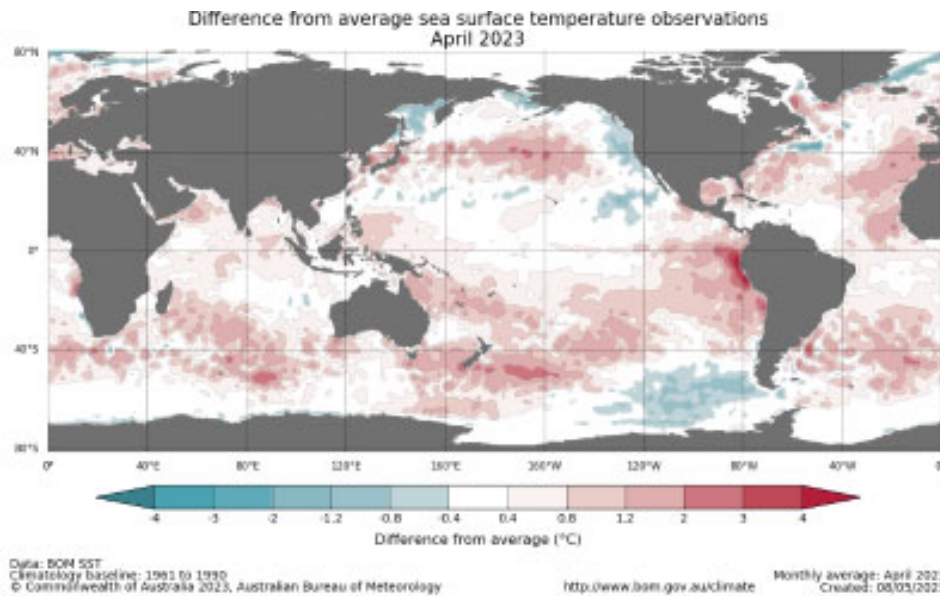 Difference from average sea surface temperature observations
April 2023
80°N
40°N
0°
40°S
80°S
0° 40°E 80°E 120°E 160°E 160°W 120°W 80°W 40°W 0
-4 -3 -2 -1.2 -0.8 -0.4 0.4 0.8 1.2 2 3 4
Difference from average (°C)
Data: BOM SST
Climatology baseline: 1961 to 1990
© Commonwealth of Australia 2023, Australian Bureau of Meteorology
http://www.bom.gov.au/climate
Monthly average: April 202
Created: 08/05/202